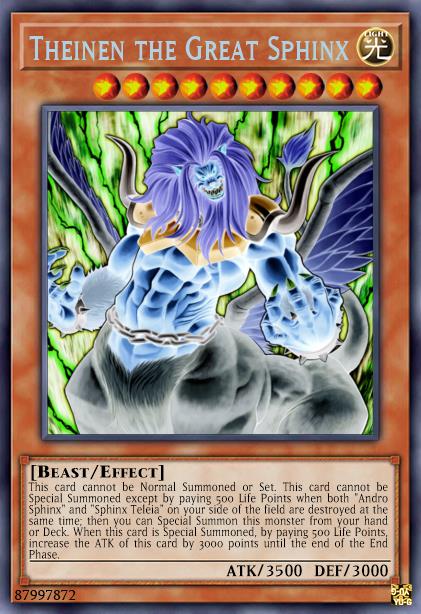 THEINEN THE GREAT SPHINX
LIGHT
光
[BEAST/EFFECT]
This card cannot be Normal Summoned or Set. This card cannot be
Special Summoned except by paying 500 Life Points when both "Andro
Sphinx" and "Sphinx Teleia" on your side of the field are destroyed at
the same time; then you can Special Summon this monster from your hand
or Deck. When this card is Special Summoned, by paying 500 Life Points,
increase the ATK of this card by 3000 points until the end of the End
Phase.
ATK/3500 DEF/3000
87997872